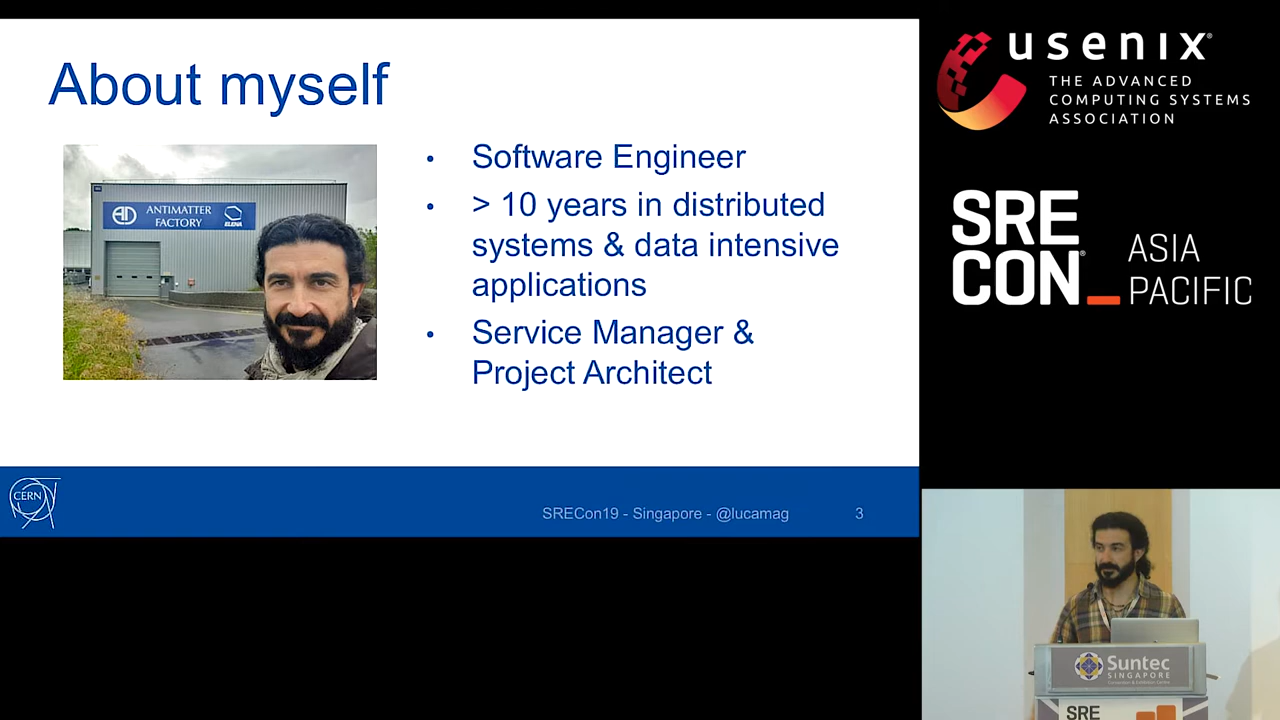 About myself
ANTIMATTER
FACTORY
ELENA
• Software Engineer
• > 10 years in distributed
systems & data intensive
applications
• Service Manager &
Project Architect
CERN
SRECon19 - Singapore - @lucamag
3
usenix®
THE ADVANCED
COMPUTING SYSTEMS
ASSOCIATION
SRE
CON®
ASIA
PACIFIC
Suntec
SINGAPORE
SRE